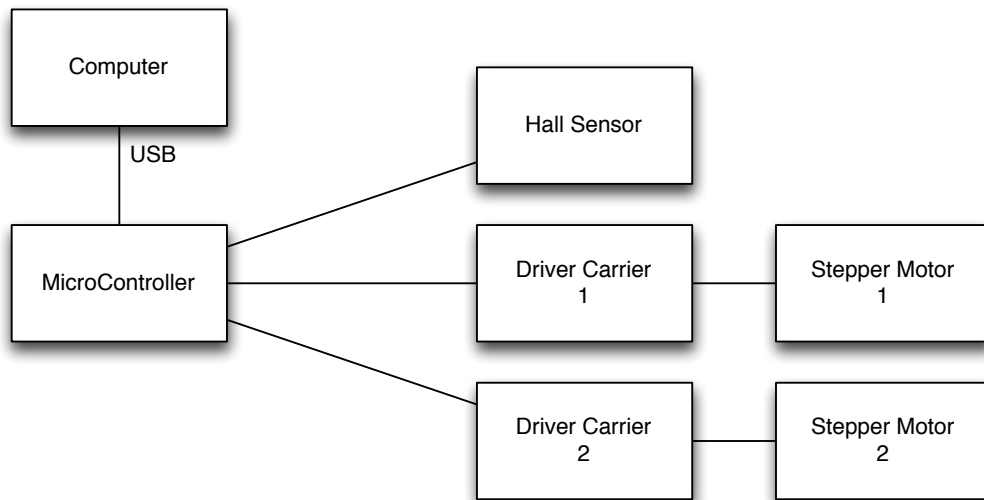 Computer
USB
MicroController
Hall Sensor
Driver Carrier
1
Stepper Motor
1
Driver Carrier
2
Stepper Motor
2